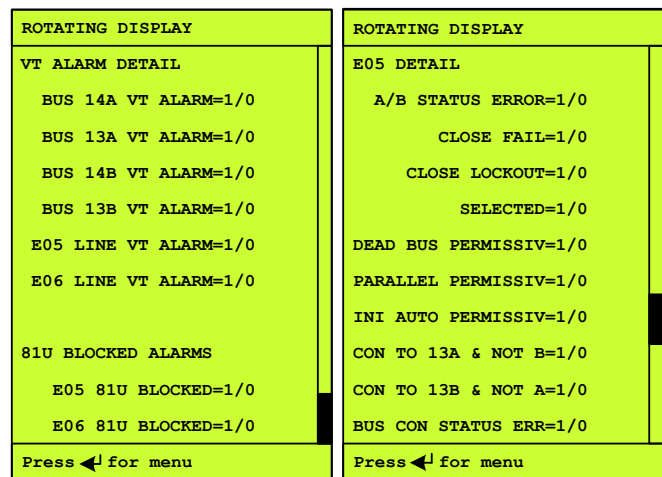 ROTATING DISPLAY
VT ALARM DETAIL
BUS 14A VT ALARM=1/0
BUS 13A VT ALARM=1/0
BUS 14B VT ALARM=1/0
BUS 13B VT ALARM=1/0
E05 LINE VT ALARM=1/0
E06 LINE VT ALARM=1/0
81U BLOCKED ALARMS
E05 81U BLOCKED=1/0
E06 81U BLOCKED=1/0
Press for menu
ROTATING DISPLAY
E05 DETAIL
A/B STATUS ERROR=1/0
CLOSE FAIL=1/0
CLOSE LOCKOUT=1/0
SELECTED=1/0
DEAD BUS PERMISSIV=1/0
PARALLEL PERMISSIV=1/0
INI AUTO PERMISSIV=1/0
CON TO 13A & NOT B=1/0
CON TO 13B & NOT A=1/0
BUS CON STATUS ERR=1/0
Press for menu